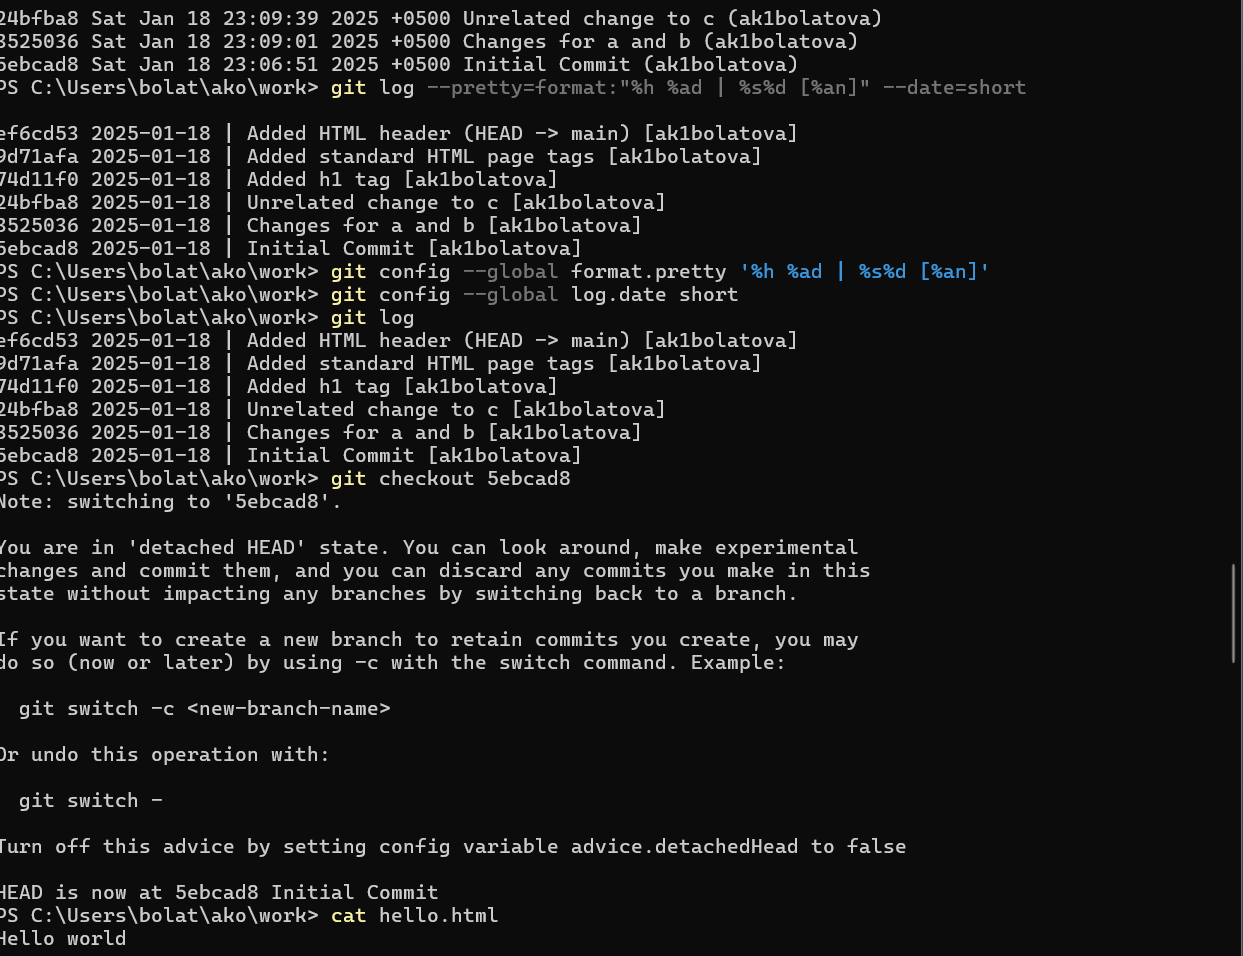 24bfba8 Sat Jan 18 23:09:39 2025 +0500 Unrelated change to c (ak1bolatova)
3525036 Sat Jan 18 23:09:01 2025 +0500 Changes for a and b (ak1bolatova)
5ebcad8 Sat Jan 18 23:06:51 2025 +0500 Initial Commit (ak1bolatova)
PS C:\Users\bolat\ako\work> git log --pretty=format:"%h %ad | %s%d [%an]" --date=short
ef6cd53 2025-01-18 | Added HTML header (HEAD -> main) [ak1bolatova]
9d71afa 2025-01-18 | Added standard HTML page tags [ak1bolatova]
74d11f0 2025-01-18 | Added h1 tag [ak1bolatova]
24bfba8 2025-01-18 | Unrelated change to c [ak1bolatova]
3525036 2025-01-18 | Changes for a and b [ak1bolatova]
5ebcad8 2025-01-18 | Initial Commit [ak1bolatova]
PS C:\Users\bolat\ako\work> git config --global format.pretty '%h %ad | %s%d [%an]'
PS C:\Users\bolat\ako\work> git config --global log.date short
PS C:\Users\bolat\ako\work> git log
ef6cd53 2025-01-18 | Added HTML header (HEAD -> main) [ak1bolatova]
9d71afa 2025-01-18 | Added standard HTML page tags [ak1bolatova]
74d11f0 2025-01-18 | Added h1 tag [ak1bolatova]
24bfba8 2025-01-18 | Unrelated change to c [ak1bolatova]
3525036 2025-01-18 | Changes for a and b [ak1bolatova]
5ebcad8 2025-01-18 | Initial Commit [ak1bolatova]
PS C:\Users\bolat\ako\work> git checkout 5ebcad8
Note: switching to '5ebcad8'.
You are in 'detached HEAD' state. You can look around, make experimental
changes and commit them, and you can discard any commits you make in this
state without impacting any branches by switching back to a branch.
If you want to create a new branch to retain commits you create, you may
do so (now or later) by using -c with the switch command. Example:
git switch -c <new-branch-name>
Or undo this operation with:
git switch -
Turn off this advice by setting config variable advice.detachedHead to false
HEAD is now at 5ebcad8 Initial Commit
PS C:\Users\bolat\ako\work> cat hello.html
Hello world